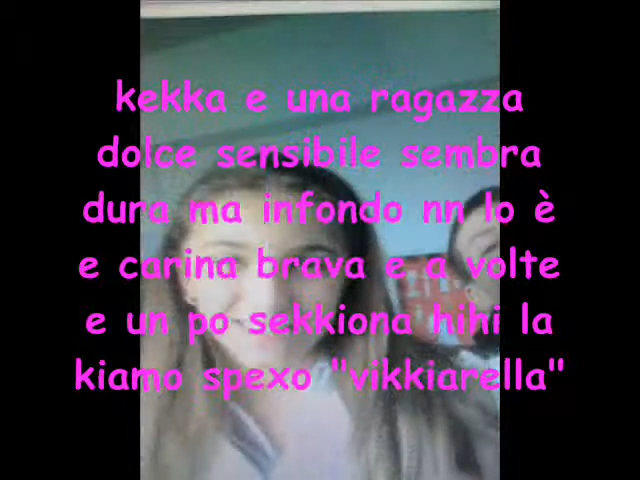 kekka e una ragazza
dolce sensibile sembra
dura ma infondo nn lo è
e carina brava e a volte
e un po sekkiona hihi la
kiamo spexo "vikkiarella"